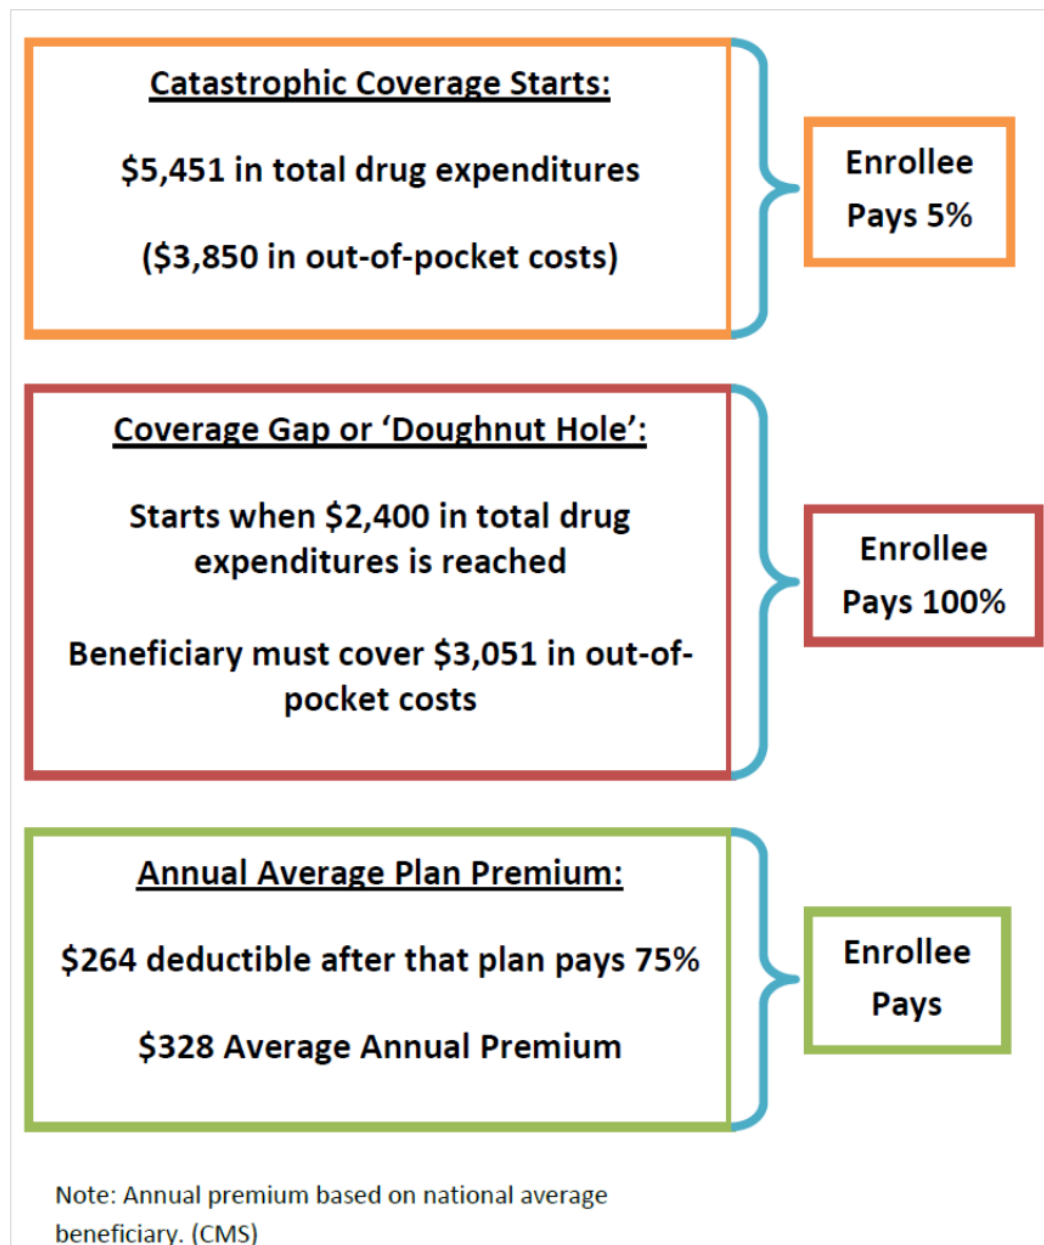 Catastrophic Coverage Starts:
$5,451 in total drug expenditures
($3,850 in out-of-pocket costs)
Enrollee
Pays 5%
Coverage Gap or ‘Doughnut Hole’:
Starts when $2,400 in total drug
expenditures is reached
Beneficiary must cover $3,051 in out-of-
pocket costs
Enrollee
Pays 100%
Annual Average Plan Premium:
$264 deductible after that plan pays 75%
$328 Average Annual Premium
Enrollee
Pays
Note: Annual premium based on national average
beneficiary. (CMS)